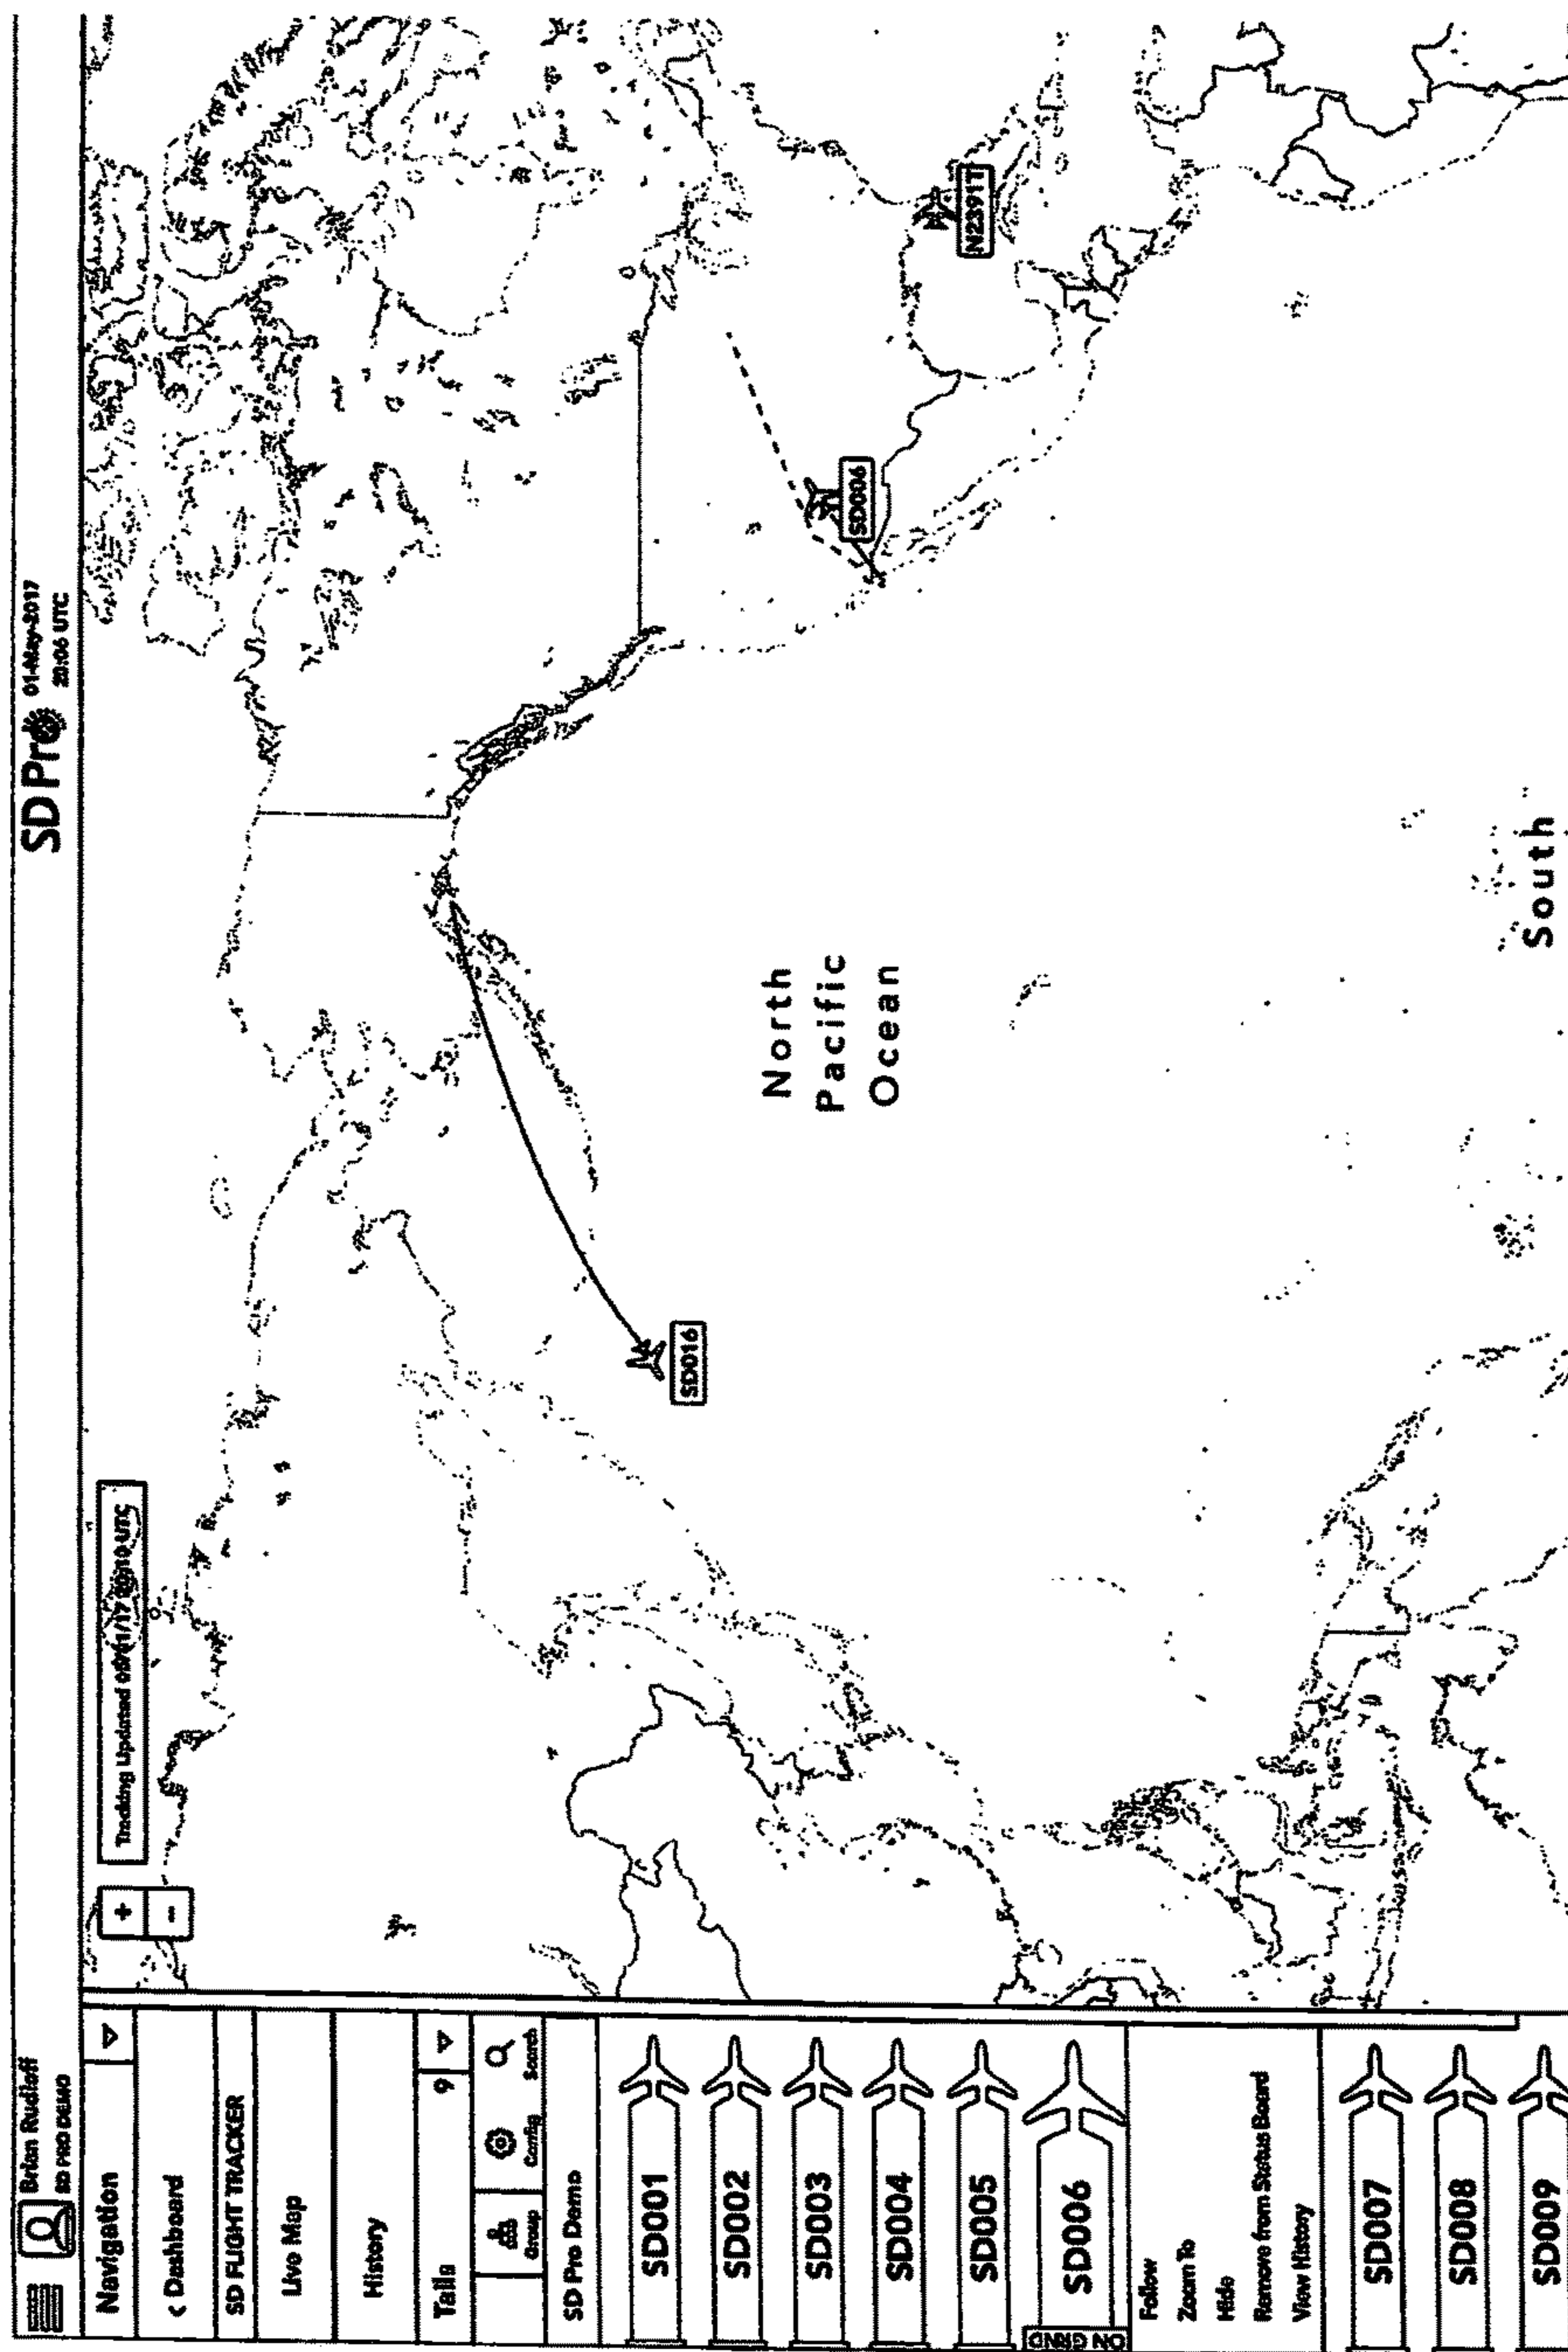 Brian Rudloff
SD PRO DEMO
SD Pro
01-May-2017
20:06 UTC
Navigation
< Dashboard
SD FLIGHT TRACKER
Live Map
History
Tails 9
Group Config Search
SD Pro Demo
SD001
SD002
SD003
SD004
SD005
SD006
ON GRND
Follow
Zoom To
Hide
Remove from Status Board
View History
SD007
SD008
SD009
+
-
Tracking Updated UTC
SD016
SD006
N2391T
North
Pacific
Ocean
South